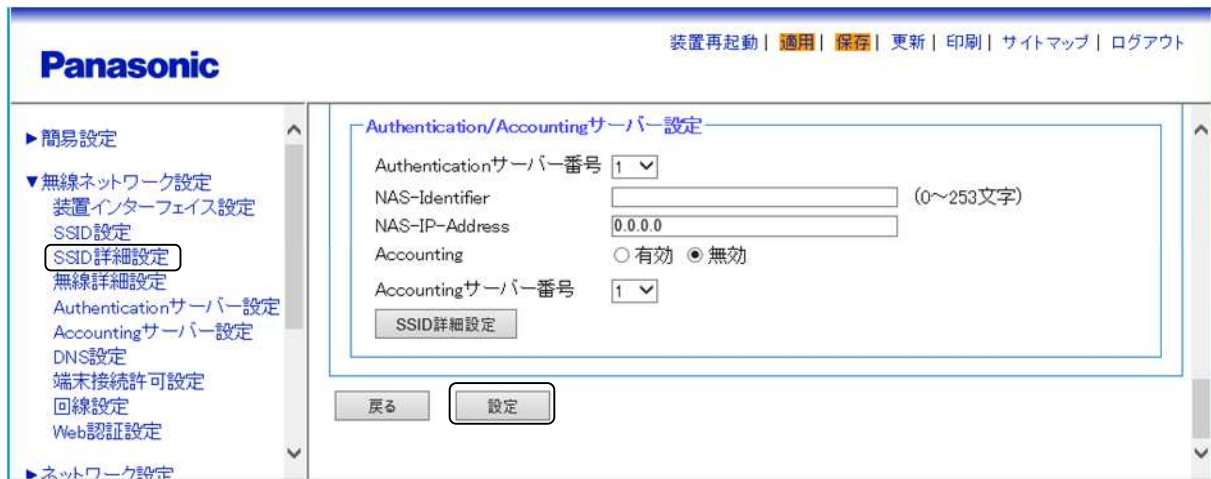 Panasonic
装置再起動 | 適用 | 保存 | 更新 | 印刷 | サイトマップ | ログアウト
▶簡易設定
▼無線ネットワーク設定
装置インターフェイス設定
SSID設定
SSID詳細設定
無線詳細設定
Authenticationサーバー設定
Accountingサーバー設定
DNS設定
端末接続許可設定
回線設定
Web認証設定
▶ネットワーク設定
Authentication/Accountingサーバー設定
Authenticationサーバー番号 1
NAS-Identifier (0～253文字)
NAS-IP-Address 0.0.0.0
Accounting ○有効 ◉無効
Accountingサーバー番号 1
SSID詳細設定
戻る 設定